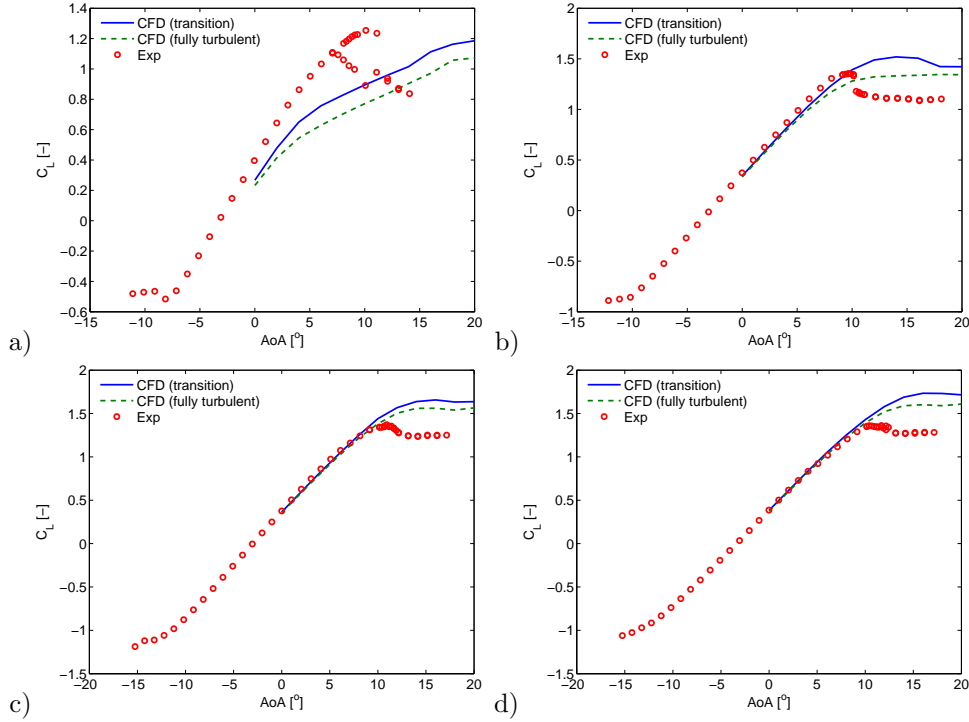 a)
1.4
1.2
1
0.8
0.6
0.4
0.2
0
−0.2
−0.4
−0.6
C_L [−]
CFD (transition)
CFD (fully turbulent)
Exp
−15 −10 −5 0 5 10 15 20
AoA [°]
b)
2
1.5
1
0.5
0
−0.5
−1
C_L [−]
CFD (transition)
CFD (fully turbulent)
Exp
−15 −10 −5 0 5 10 15 20
AoA [°]
c)
2
1.5
1
0.5
0
−0.5
−1
−1.5
C_L [−]
CFD (transition)
CFD (fully turbulent)
Exp
−20 −15 −10 −5 0 5 10 15 20
AoA [°]
d)
2
1.5
1
0.5
0
−0.5
−1
−1.5
C_L [−]
CFD (transition)
CFD (fully turbulent)
Exp
−20 −15 −10 −5 0 5 10 15 20
AoA [°]